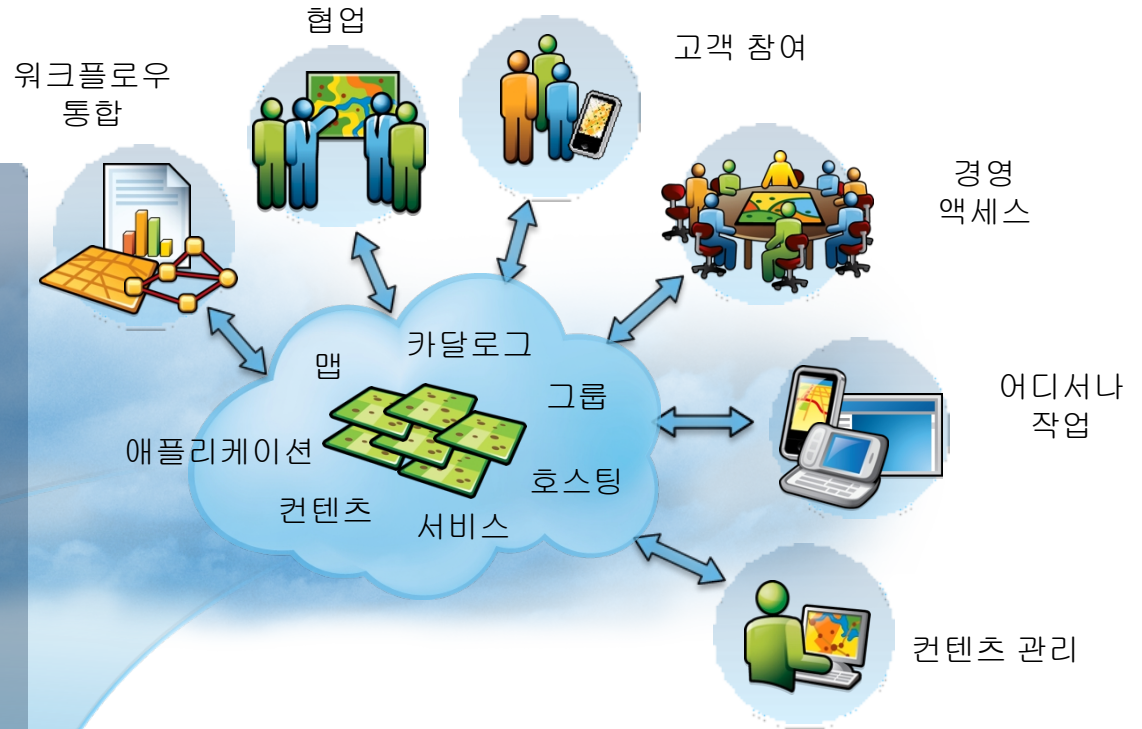 협업
고객 참여
워크플로우
통합
경영
액세스
카달로그
맵
그룹
어디서나
작업
애플리케이션
호스팅
컨텐츠
서비스
컨텐츠 관리